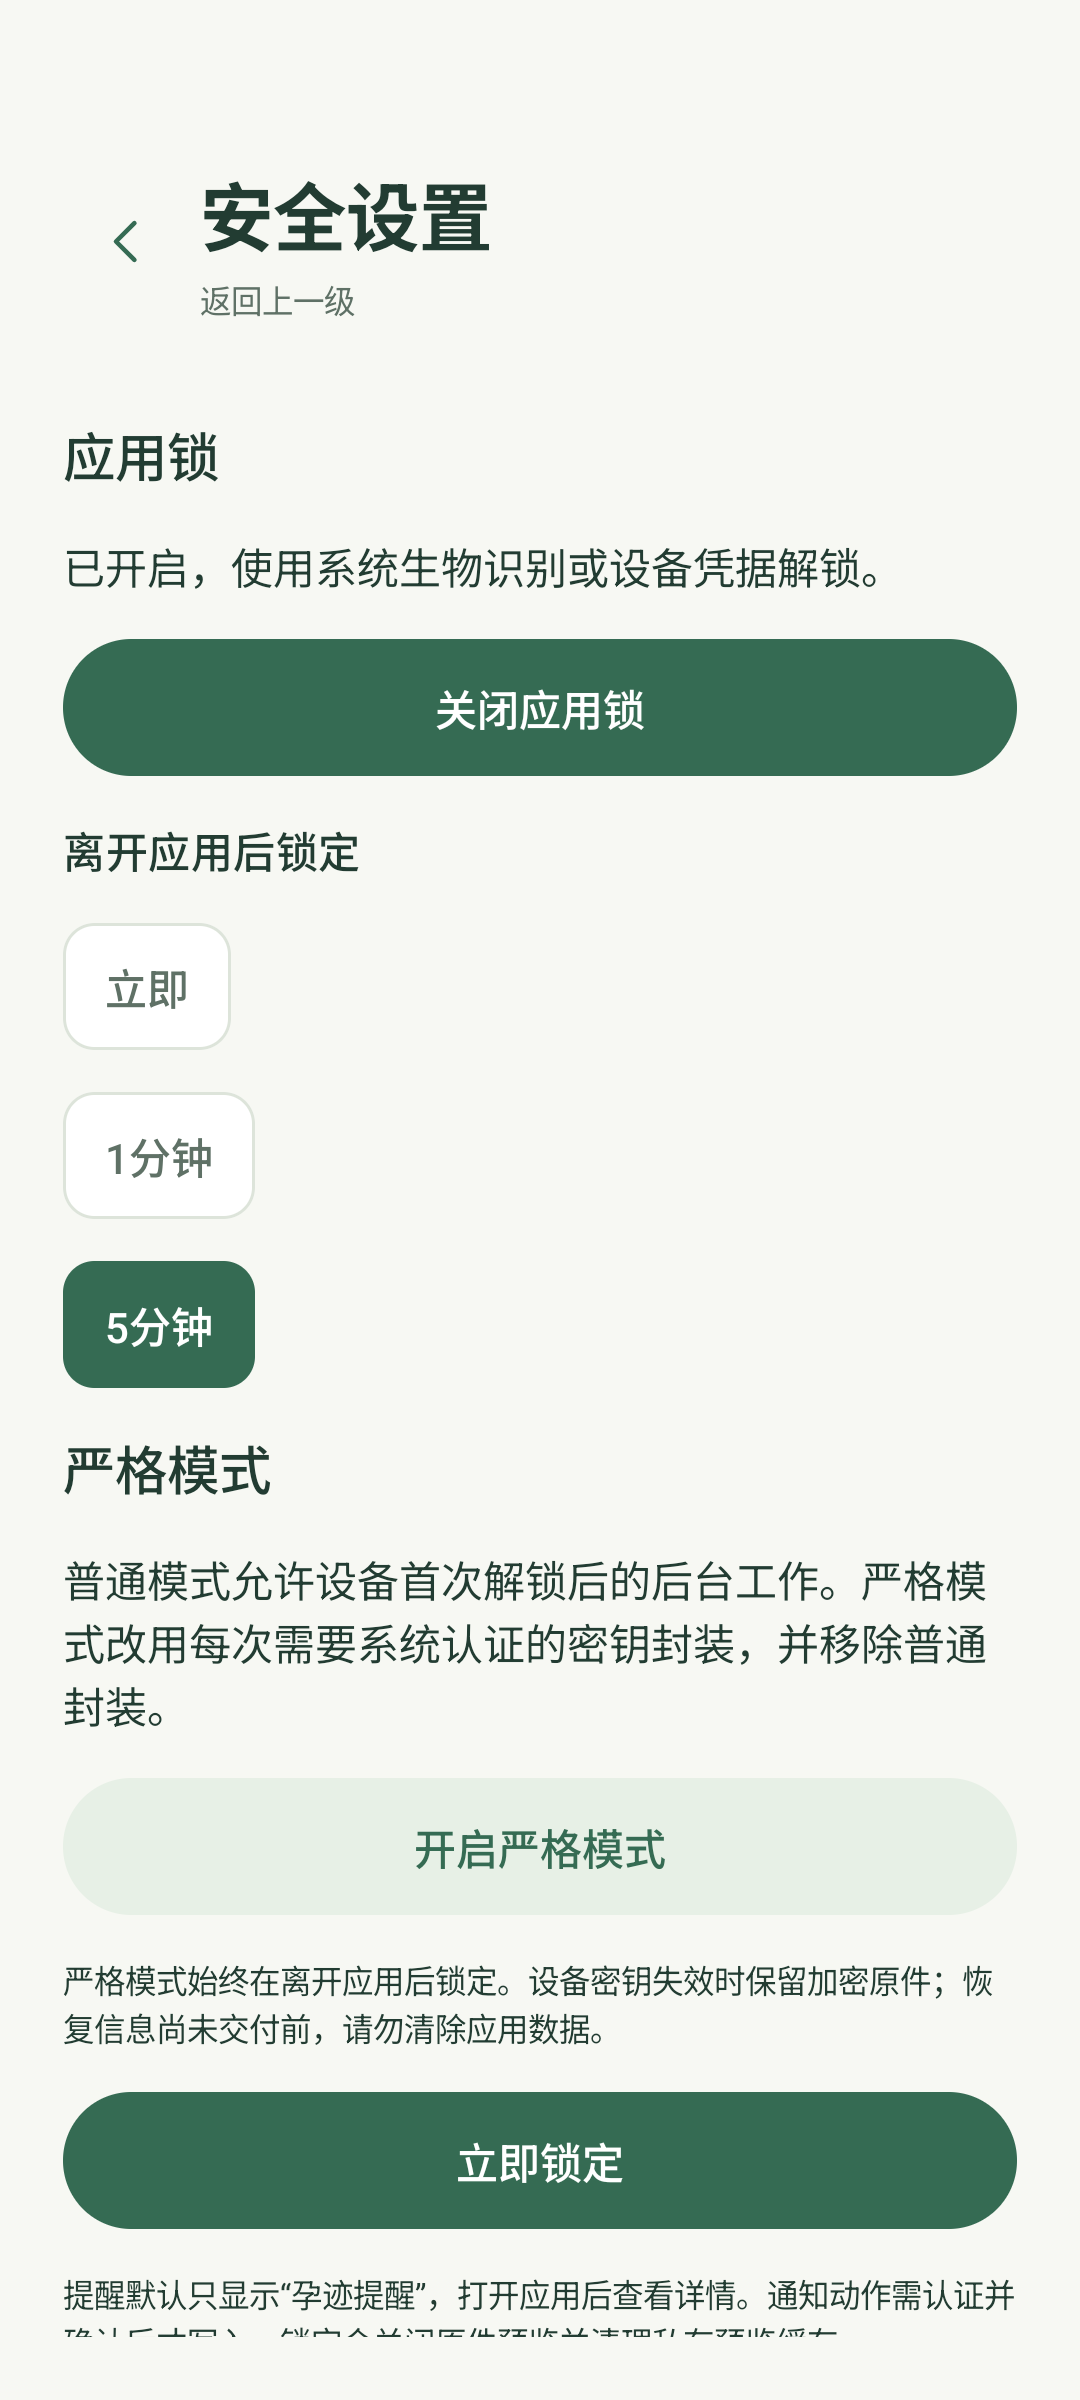 安全设置
返回上一级
应用锁
已开启，使用系统生物识别或设备凭据解锁。
关闭应用锁
离开应用后锁定
立即
1分钟
5分钟
严格模式
普通模式允许设备首次解锁后的后台工作。严格模
式改用每次需要系统认证的密钥封装，并移除普通
封装。
开启严格模式
严格模式始终在离开应用后锁定。设备密钥失效时保留加密原件；恢
复信息尚未交付前，请勿清除应用数据。
立即锁定
提醒默认只显示“孕迹提醒”，打开应用后查看详情。通知动作需认证并